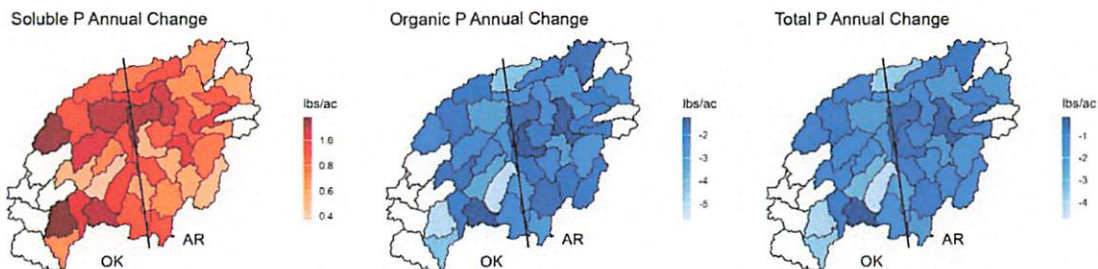 Soluble P Annual Change
lbs/ac
1.0
0.8
0.6
0.4
AR
OK
Organic P Annual Change
lbs/ac
-2
-3
-4
-5
AR
OK
Total P Annual Change
lbs/ac
-1
-2
-3
-4
AR
OK